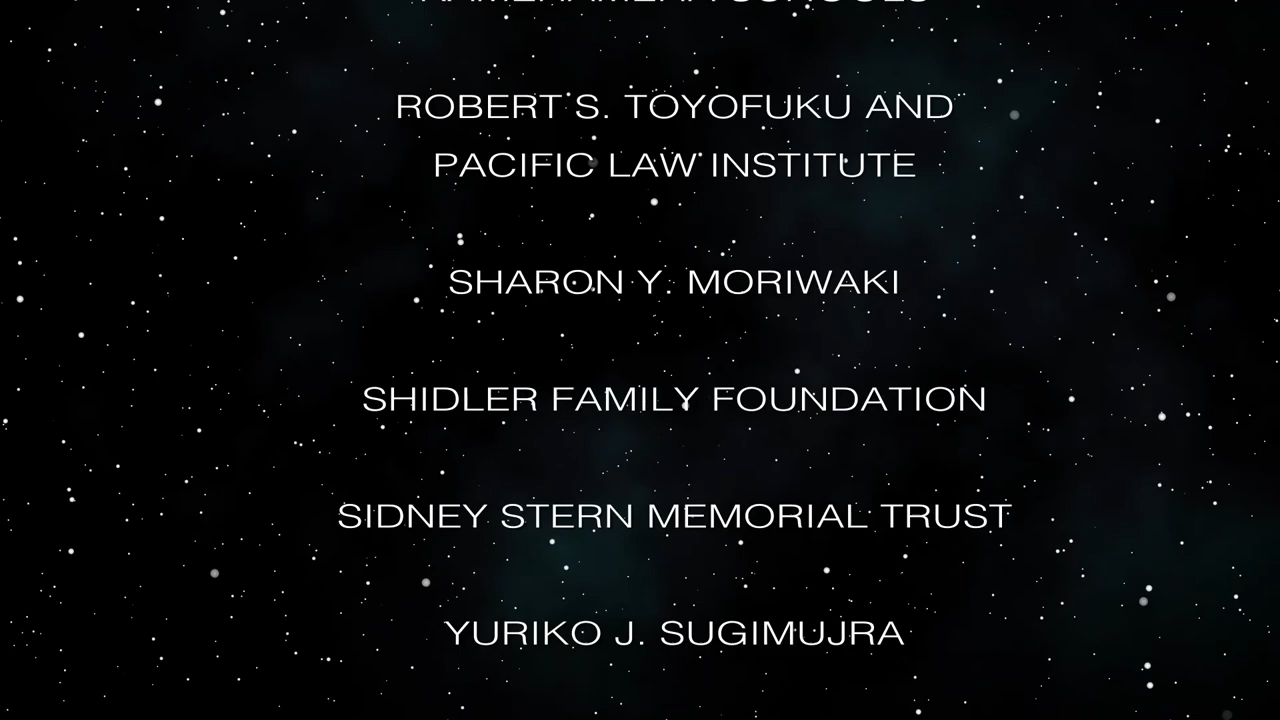 ROBERT S. TOYOFUKU AND
PACIFIC LAW INSTITUTE
SHARON Y. MORIWAKI
SHIDLER FAMILY FOUNDATION
SIDNEY STERN MEMORIAL TRUST
YURIKO J. SUGIMUJRA